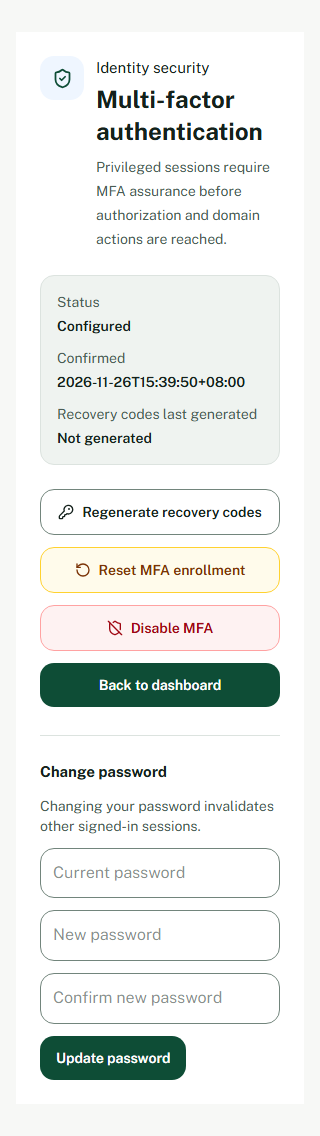 Identity security
Multi-factor
authentication
Privileged sessions require
MFA assurance before
authorization and domain
actions are reached.
Status
Configured
Confirmed
2026-11-26T15:39:50+08:00
Recovery codes last generated
Not generated
Regenerate recovery codes
Reset MFA enrollment
Disable MFA
Back to dashboard
Change password
Changing your password invalidates
other signed-in sessions.
Current password
New password
Confirm new password
Update password